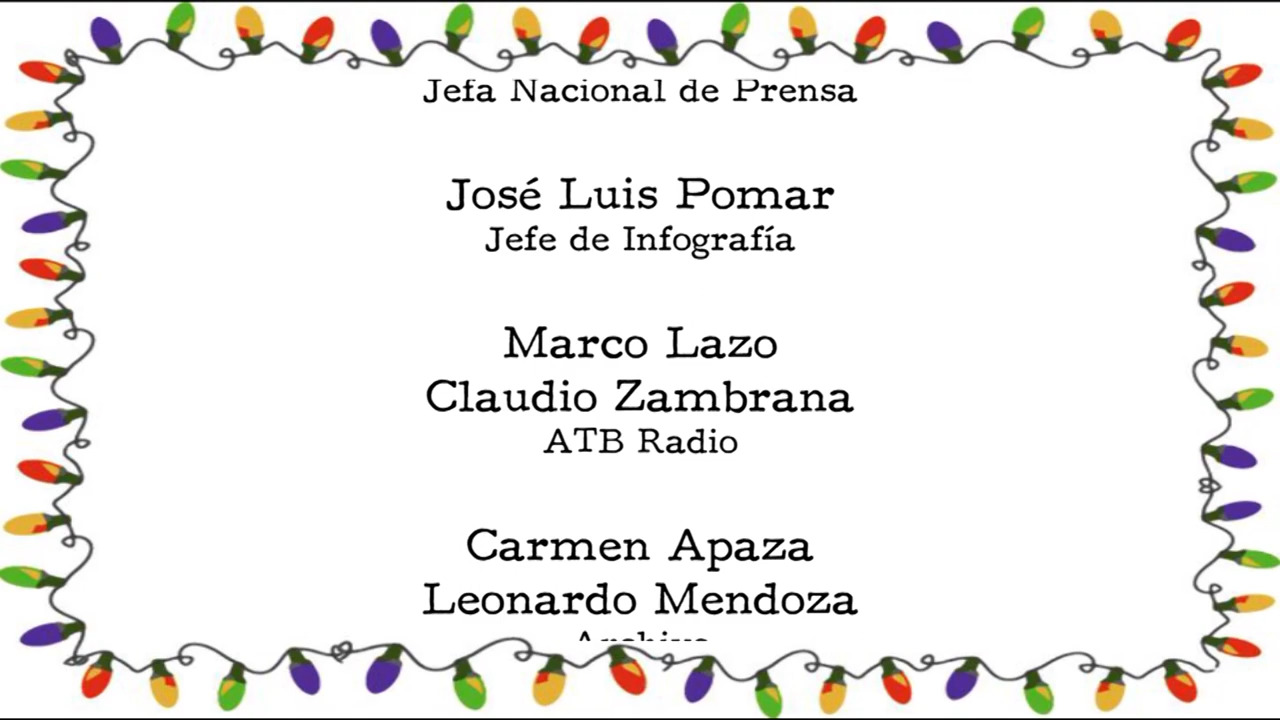 Jefa Nacional de Prensa
José Luis Pomar
Jefe de Infografía
Marco Lazo
Claudio Zambrana
ATB Radio
Carmen Apaza
Leonardo Mendoza
Archivo